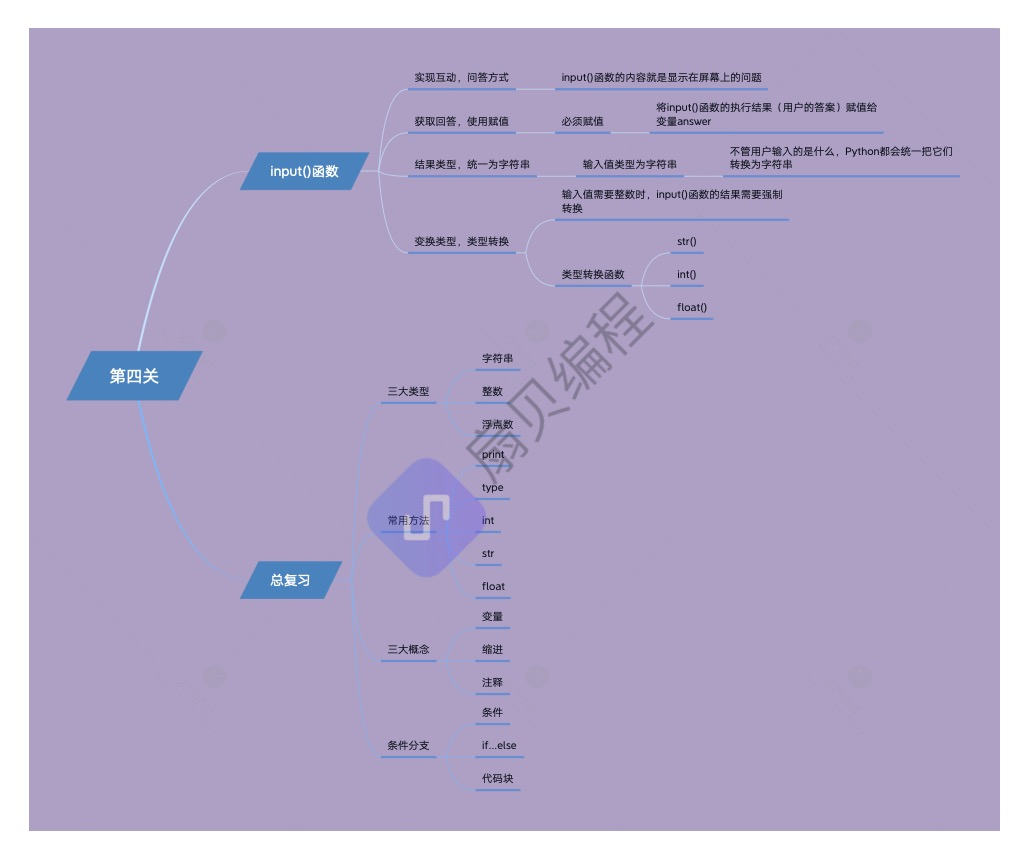 实现互动，问答方式
input()函数的内容就是显示在屏幕上的问题
获取回答，使用赋值
必须赋值
将input()函数的执行结果（用户的答案）赋值给
变量answer
input()函数
结果类型，统一为字符串
输入值类型为字符串
不管用户输入的是什么，Python都会统一把它们
转换为字符串
变换类型，类型转换
输入值需要整数时，input()函数的结果需要强制
转换
类型转换函数
str()
int()
float()
第四关
总复习
三大类型
字符串
整数
浮点数
常用方法
print
type
int
str
float
三大概念
变量
缩进
注释
条件分支
条件
if...else
代码块
扇贝编程